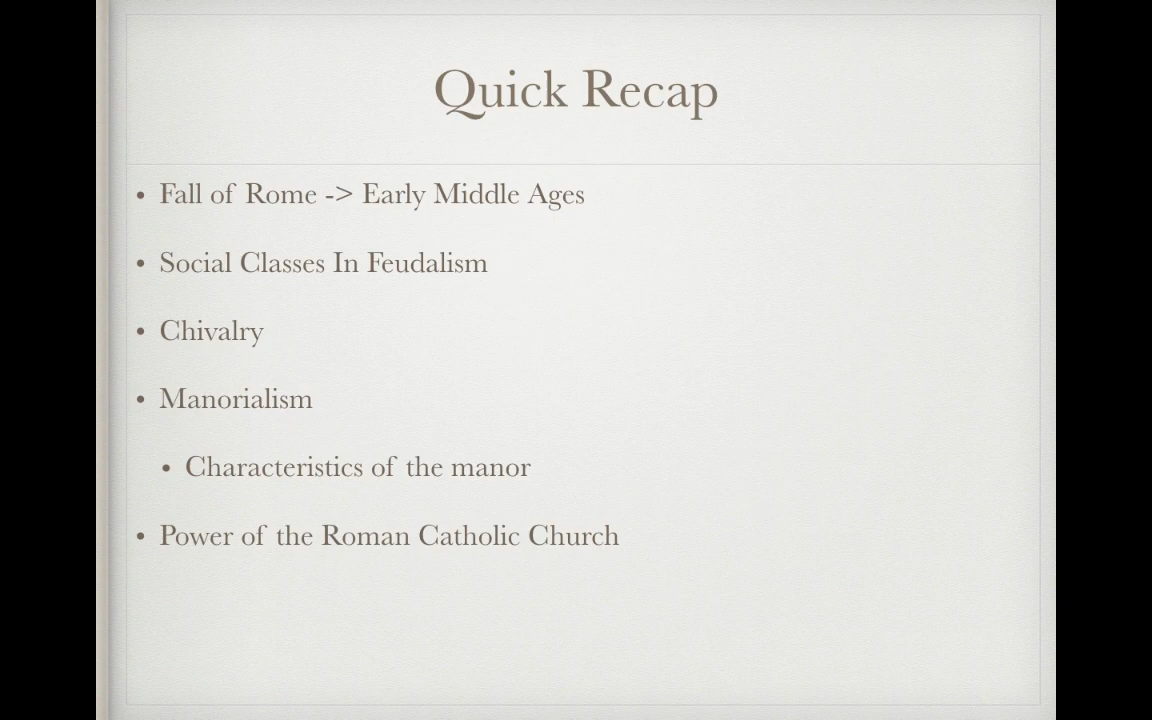 Quick Recap
• Fall of Rome -> Early Middle Ages
• Social Classes In Feudalism
• Chivalry
• Manorialism
• Characteristics of the manor
• Power of the Roman Catholic Church